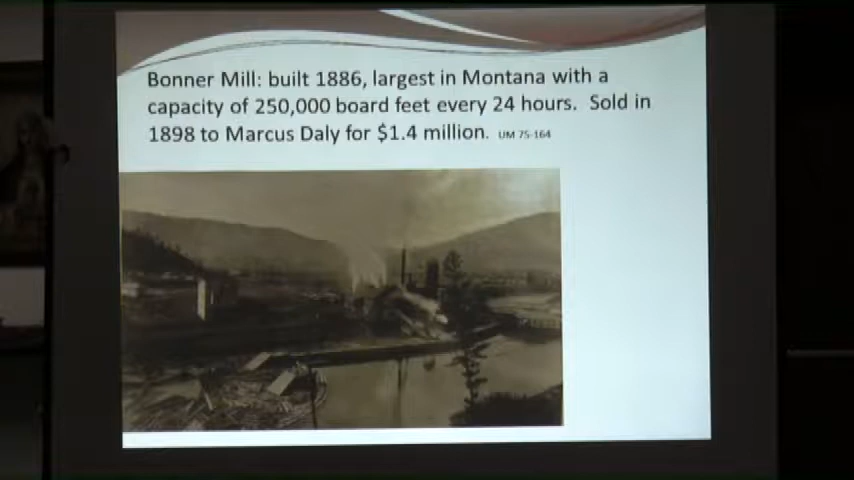 Bonner Mill: built 1886, largest in Montana with a
capacity of 250,000 board feet every 24 hours.  Sold in
1898 to Marcus Daly for $1.4 million. UM 75-164